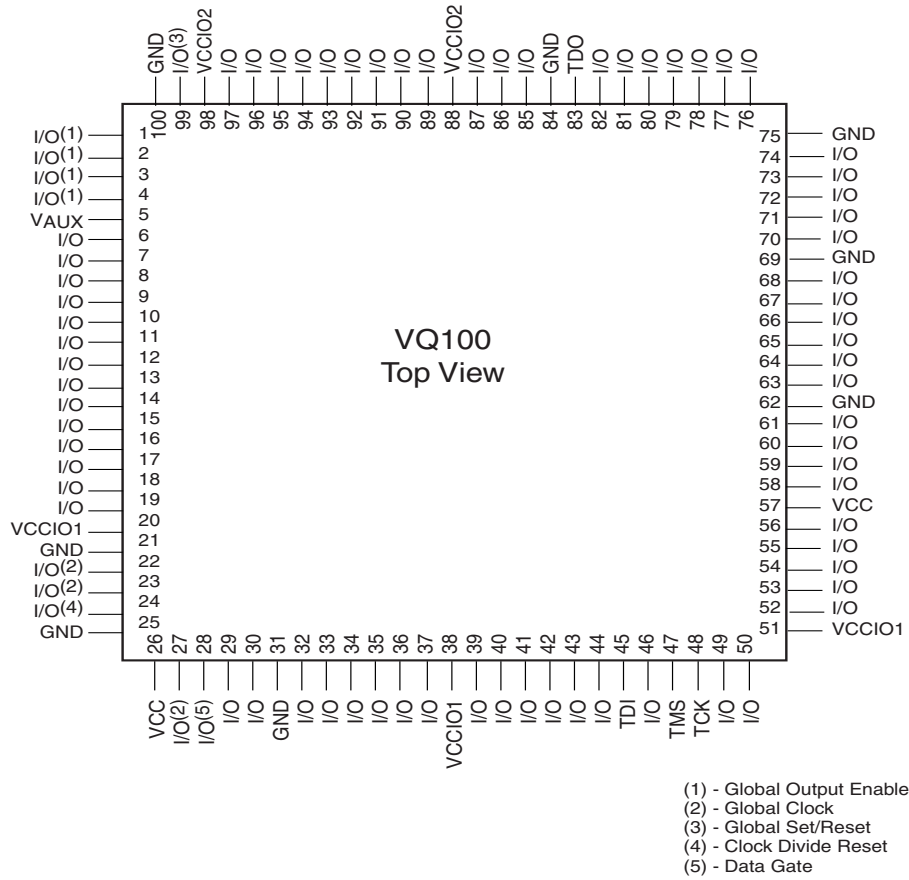 GND I/O(3) VCCIO2 I/O I/O I/O I/O I/O I/O I/O I/O I/O VCCIO2 I/O I/O I/O GND TDO I/O I/O I/O I/O I/O I/O I/O
100 99 98 97 96 95 94 93 92 91 90 89 88 87 86 85 84 83 82 81 80 79 78 77 76
I/O(1) 1
I/O(1) 2
I/O(1) 3
I/O(1) 4
VAUX 5
I/O 6
I/O 7
I/O 8
I/O 9
I/O 10
I/O 11
I/O 12
I/O 13
I/O 14
I/O 15
I/O 16
I/O 17
I/O 18
I/O 19
VCCIO1 20
GND 21
I/O(2) 22
I/O(2) 23
I/O(4) 24
GND 25
VQ100
Top View
75 GND
74 I/O
73 I/O
72 I/O
71 I/O
70 I/O
69 GND
68 I/O
67 I/O
66 I/O
65 I/O
64 I/O
63 I/O
62 GND
61 I/O
60 I/O
59 I/O
58 I/O
57 VCC
56 I/O
55 I/O
54 I/O
53 I/O
52 I/O
51 VCCIO1
26 27 28 29 30 31 32 33 34 35 36 37 38 39 40 41 42 43 44 45 46 47 48 49 50
VCC I/O(2) I/O(5) I/O I/O GND I/O I/O I/O I/O I/O I/O VCCIO1 I/O I/O I/O I/O I/O I/O TDI I/O TMS TCK I/O I/O
(1) - Global Output Enable
(2) - Global Clock
(3) - Global Set/Reset
(4) - Clock Divide Reset
(5) - Data Gate